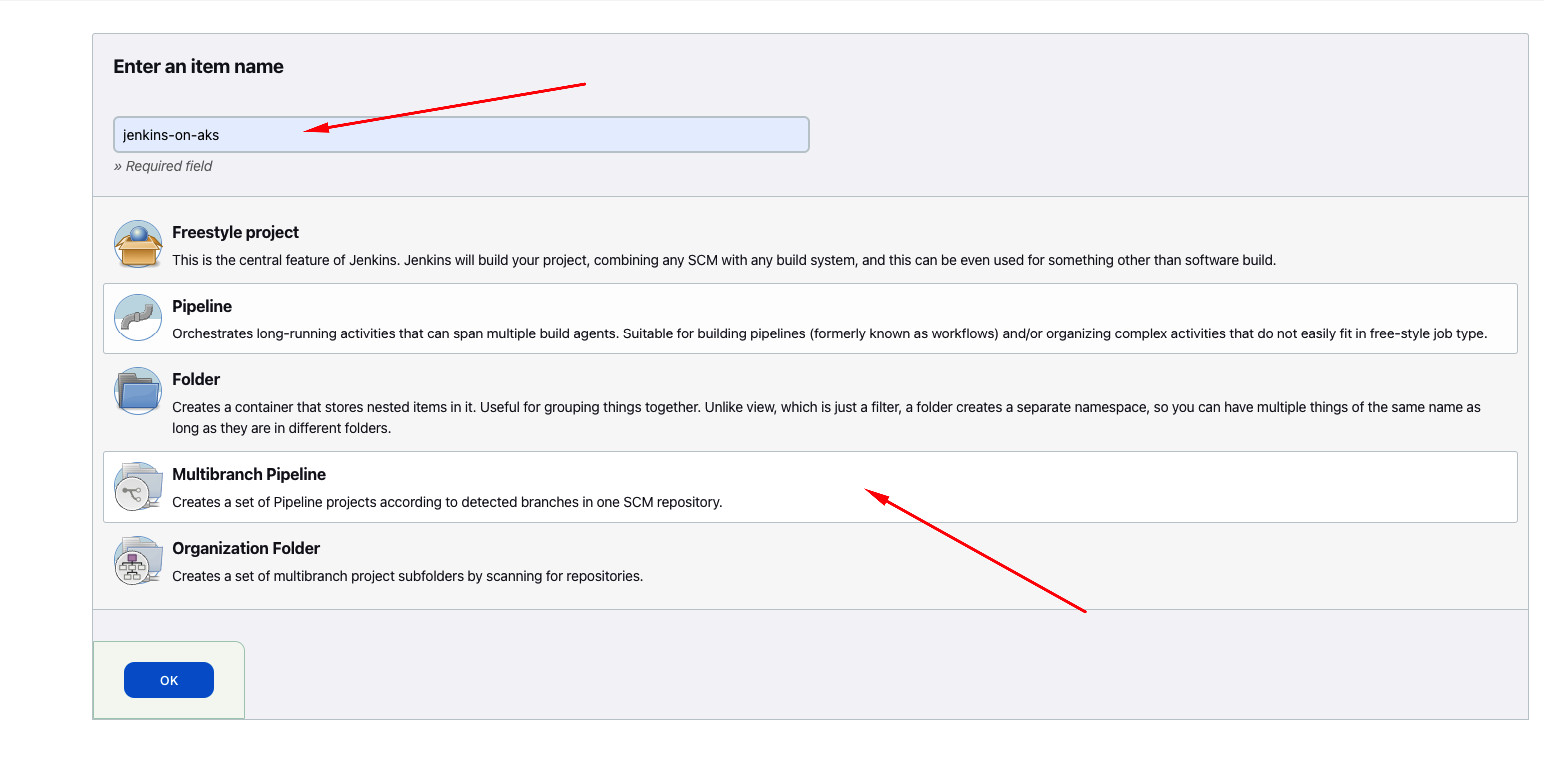 Enter an item name
jenkins-on-aks
» Required field
Freestyle project
This is the central feature of Jenkins. Jenkins will build your project, combining any SCM with any build system, and this can be even used for something other than software build.
Pipeline
Orchestrates long-running activities that can span multiple build agents. Suitable for building pipelines (formerly known as workflows) and/or organizing complex activities that do not easily fit in free-style job type.
Folder
Creates a container that stores nested items in it. Useful for grouping things together. Unlike view, which is just a filter, a folder creates a separate namespace, so you can have multiple things of the same name as
long as they are in different folders.
Multibranch Pipeline
Creates a set of Pipeline projects according to detected branches in one SCM repository.
Organization Folder
Creates a set of multibranch project subfolders by scanning for repositories.
OK